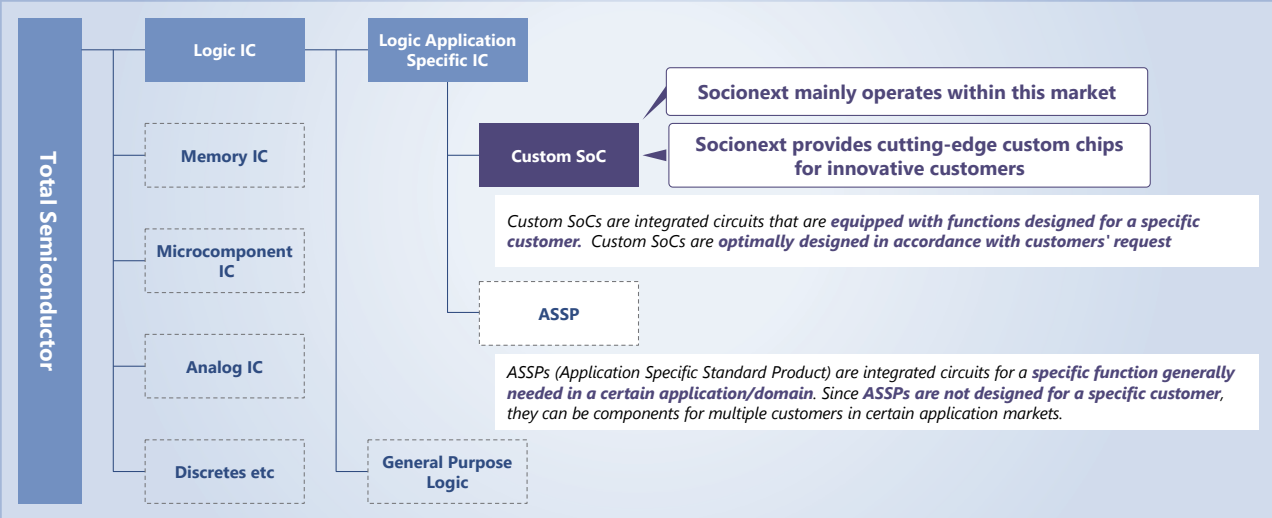 Total Semiconductor
Logic IC
Memory IC
Microcomponent
IC
Analog IC
Discretes etc
Logic Application
Specific IC
General Purpose
Logic
Custom SoC
Socionext mainly operates within this market
Socionext provides cutting-edge custom chips
for innovative customers
Custom SoCs are integrated circuits that are equipped with functions designed for a specific
customer. Custom SoCs are optimally designed in accordance with customers' request
ASSP
ASSPs (Application Specific Standard Product) are integrated circuits for a specific function generally
needed in a certain application/domain. Since ASSPs are not designed for a specific customer,
they can be components for multiple customers in certain application markets.